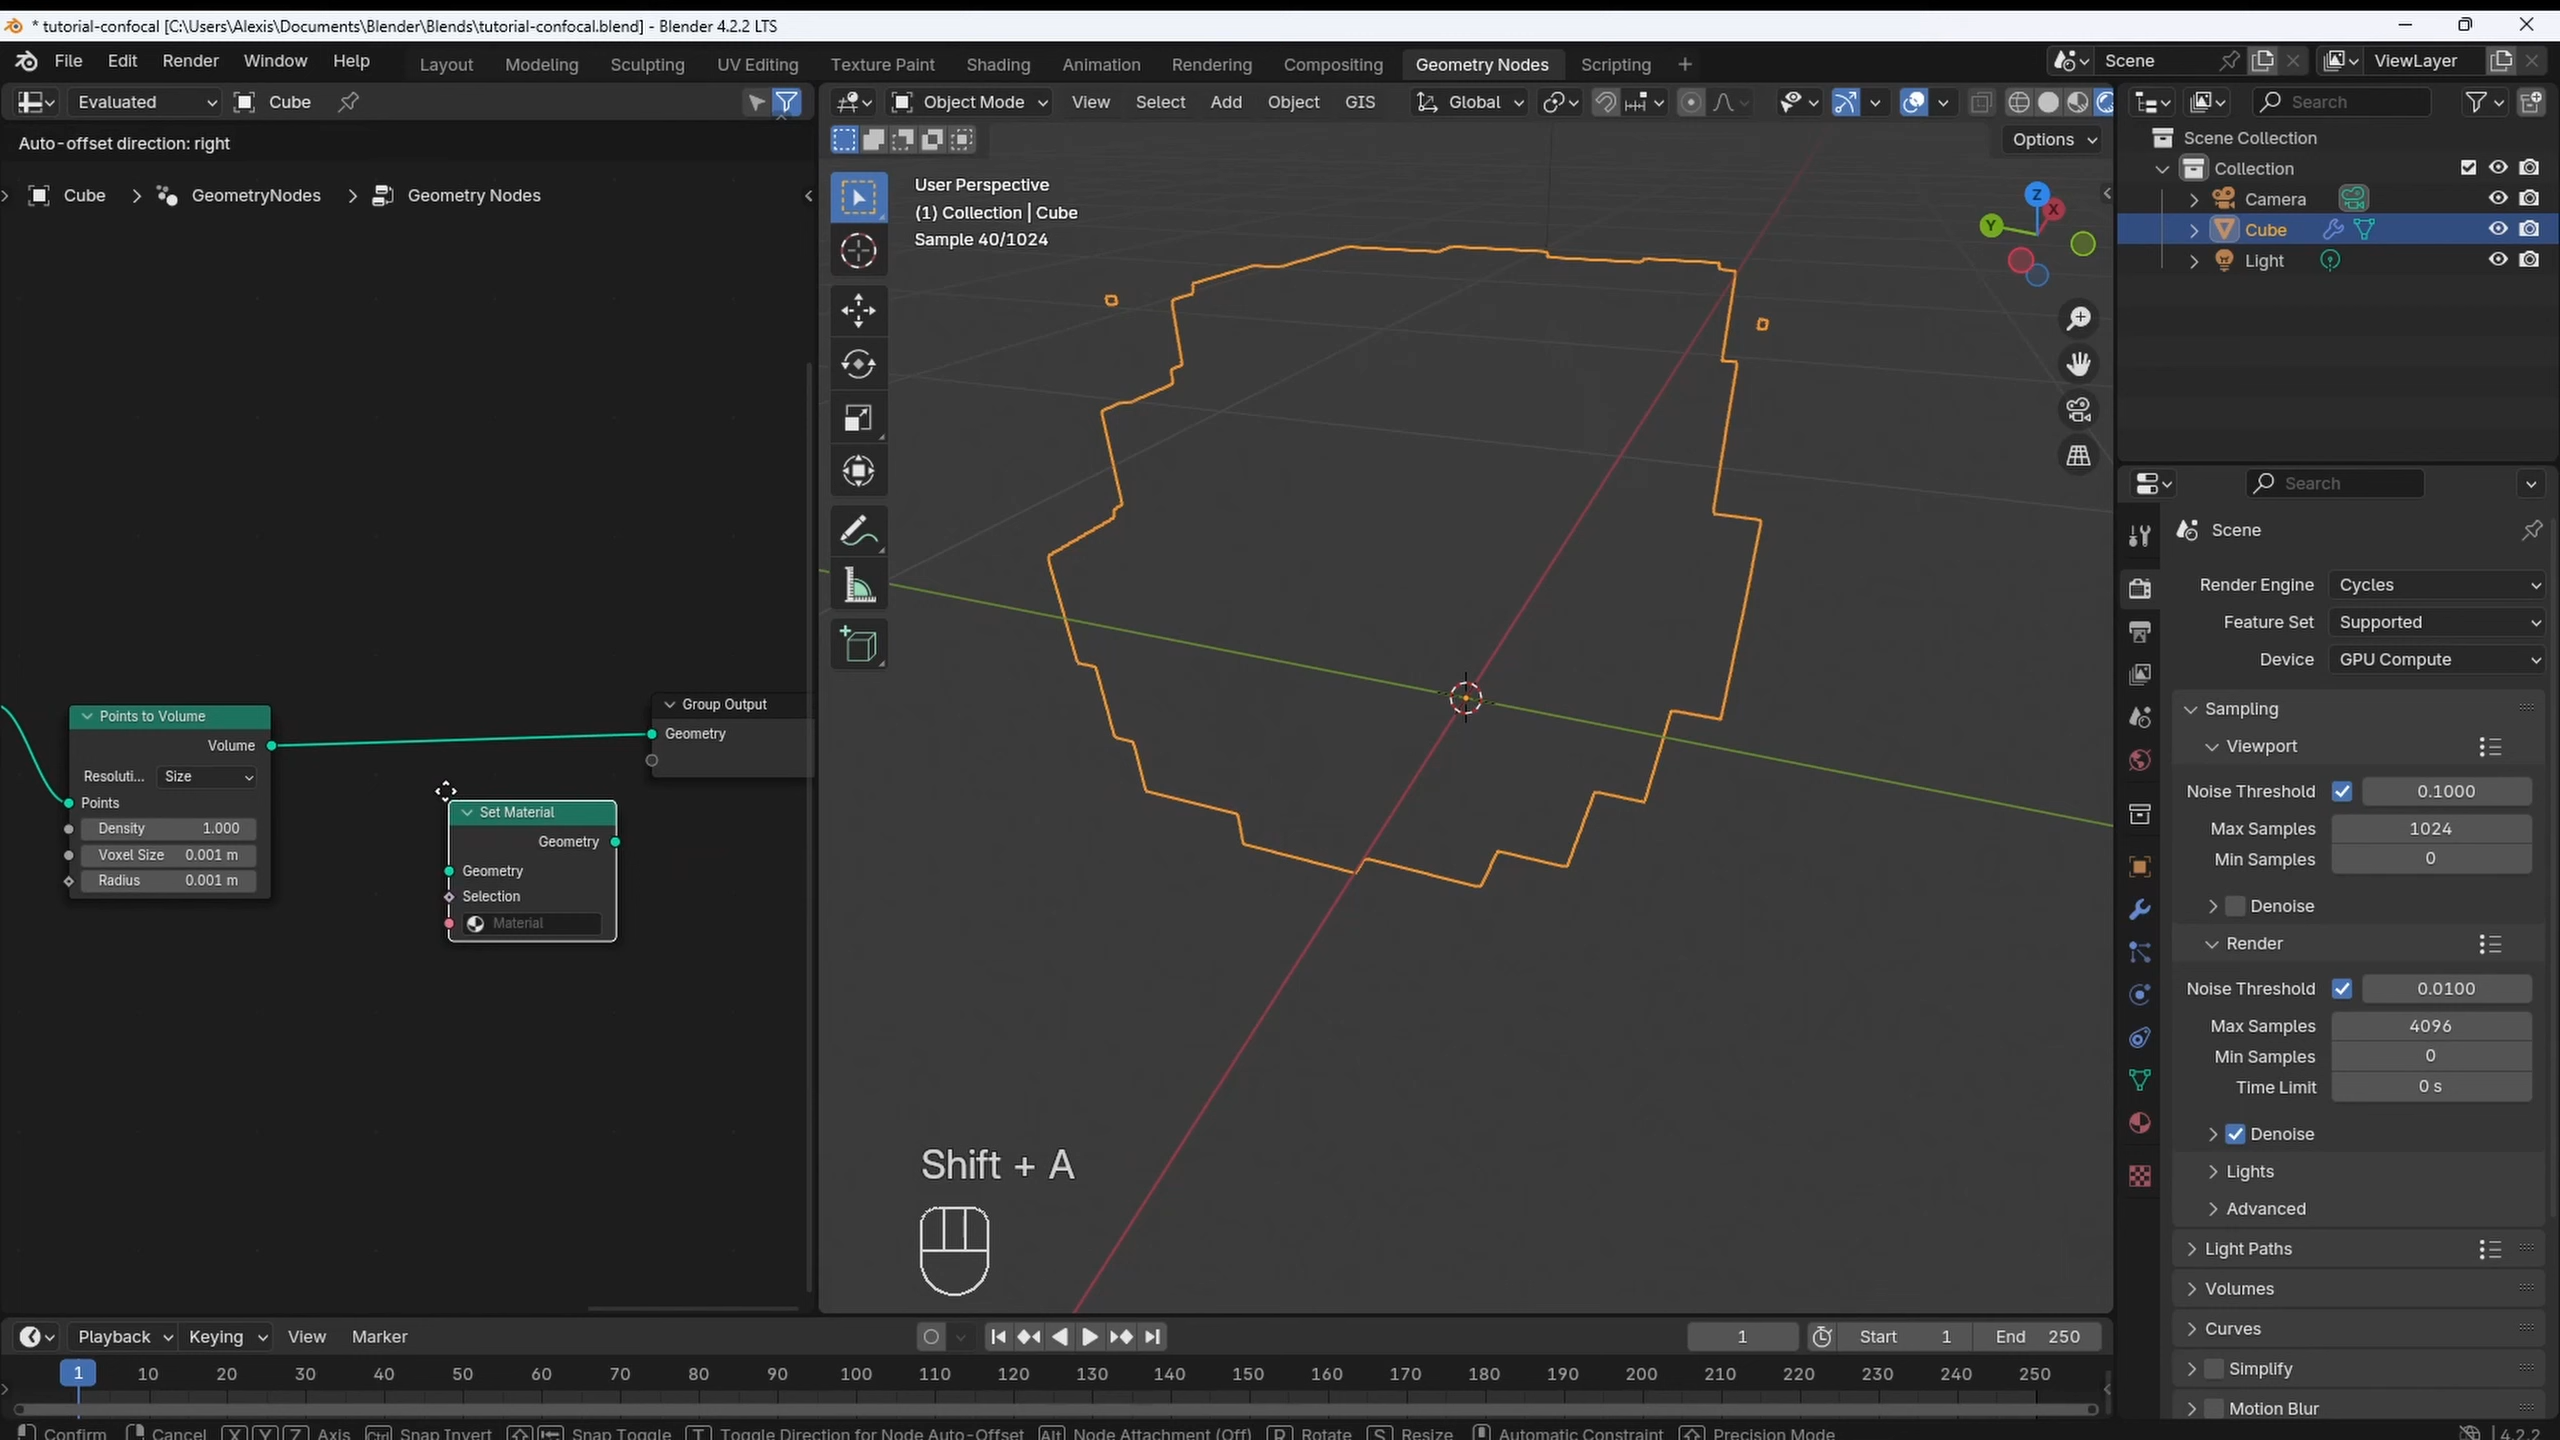 * tutorial-confocal [C:\Users\Alexis\Documents\Blender\Blends\tutorial-confocal.blend] - Blender 4.2.2 LTS
File Edit Render Window Help Layout Modeling Sculpting UV Editing Texture Paint Shading Animation Rendering Compositing Geometry Nodes Scripting + Scene ViewLayer
Evaluated Cube Object Mode View Select Add Object GIS Global Search
Auto-offset direction: right
Options
Cube > GeometryNodes > Geometry Nodes
User Perspective
(1) Collection | Cube
Sample 40/1024
Z
X
Y
Scene Collection
Collection
Camera
Cube
Light
Search
Scene
Render Engine Cycles
Feature Set Supported
Device GPU Compute
Sampling
Viewport
Noise Threshold 0.1000
Max Samples 1024
Min Samples 0
Denoise
Render
Noise Threshold 0.0100
Max Samples 4096
Min Samples 0
Time Limit 0 s
Denoise
Lights
Advanced
Light Paths
Volumes
Curves
Simplify
Motion Blur
Points to Volume
Volume
Resoluti... Size
Points
Density 1.000
Voxel Size 0.001 m
Radius 0.001 m
Set Material
Geometry
Geometry
Selection
Material
Group Output
Geometry
Shift + A
Playback Keying View Marker 1 Start 1 End 250
1 10 20 30 40 50 60 70 80 90 100 110 120 130 140 150 160 170 180 190 200 210 220 230 240 250
Confirm Cancel X Y Z Axis Ctrl Snap Invert Snap Toggle T Toggle Direction for Node Auto-Offset Alt Node Attachment (Off) R Rotate S Resize Automatic Constraint Precision Mode 4.2.2